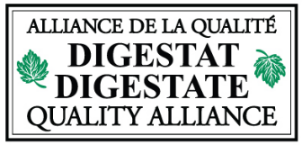 ALLIANCE DE LA QUALITÉ
DIGESTAT
DIGESTATE
QUALITY ALLIANCE